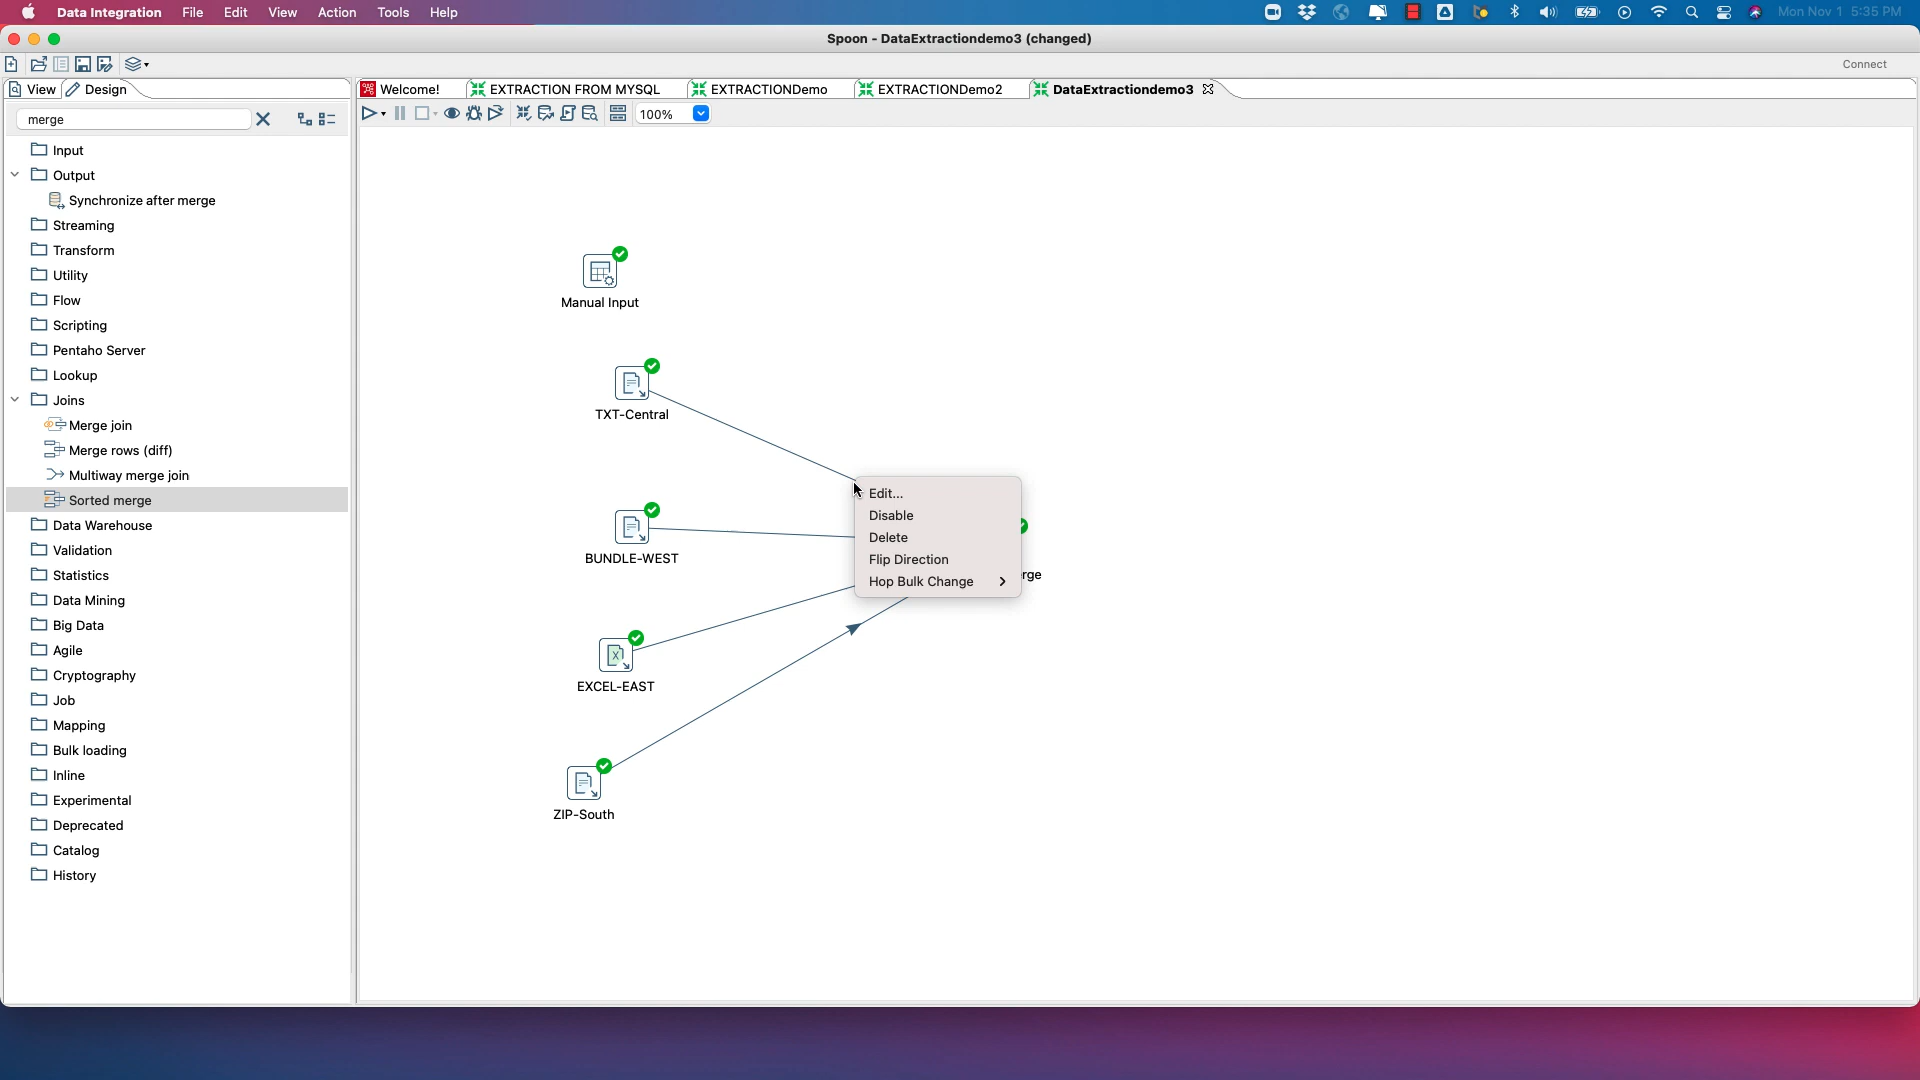 Data Integration File Edit View Action Tools Help Mon Nov 1 5:35 PM
Spoon - DataExtractiondemo3 (changed)
Connect
View Design
Welcome! EXTRACTION FROM MYSQL EXTRACTIONDemo EXTRACTIONDemo2 DataExtractiondemo3
merge
100%
Input
Output
Synchronize after merge
Streaming
Transform
Utility
Flow
Scripting
Pentaho Server
Lookup
Joins
Merge join
Merge rows (diff)
Multiway merge join
Sorted merge
Data Warehouse
Validation
Statistics
Data Mining
Big Data
Agile
Cryptography
Job
Mapping
Bulk loading
Inline
Experimental
Deprecated
Catalog
History
Manual Input
TXT-Central
BUNDLE-WEST
EXCEL-EAST
ZIP-South
Edit...
Disable
Delete
Flip Direction
Hop Bulk Change
rge